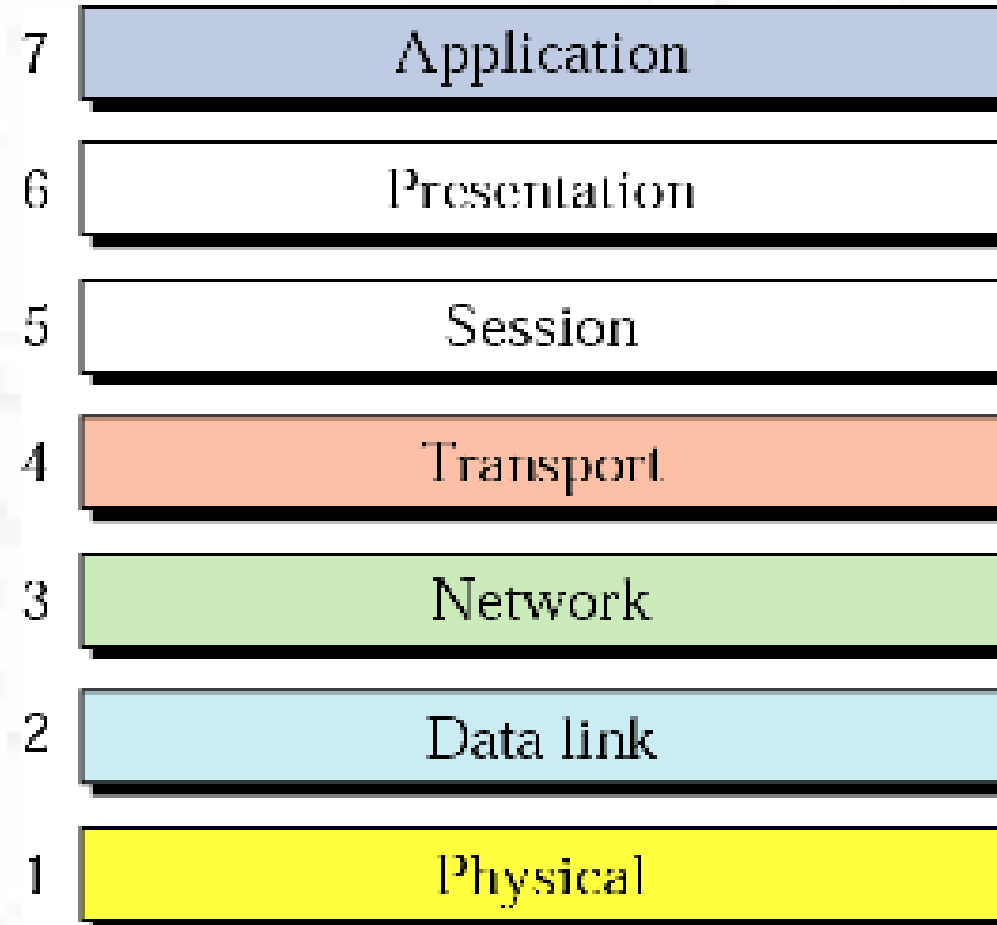 7 Application
6 Presentation
5 Session
4 Transport
3 Network
2 Data link
1 Physical